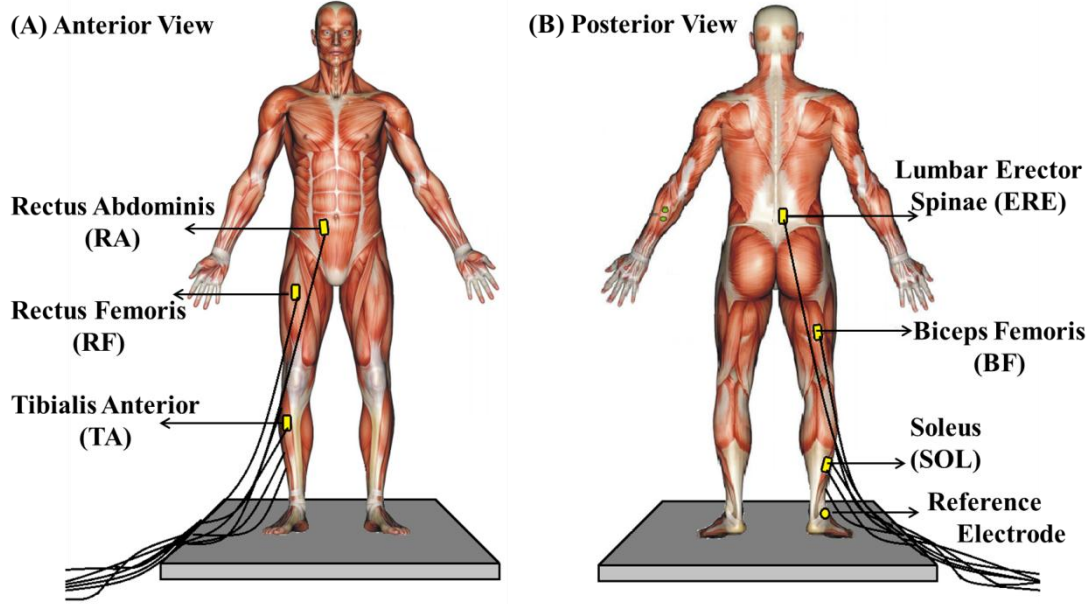 (A) Anterior View
Rectus Abdominis
(RA)
Rectus Femoris
(RF)
Tibialis Anterior
(TA)
(B) Posterior View
Lumbar Erector
Spinae (ERE)
Biceps Femoris
(BF)
Soleus
(SOL)
Reference
Electrode